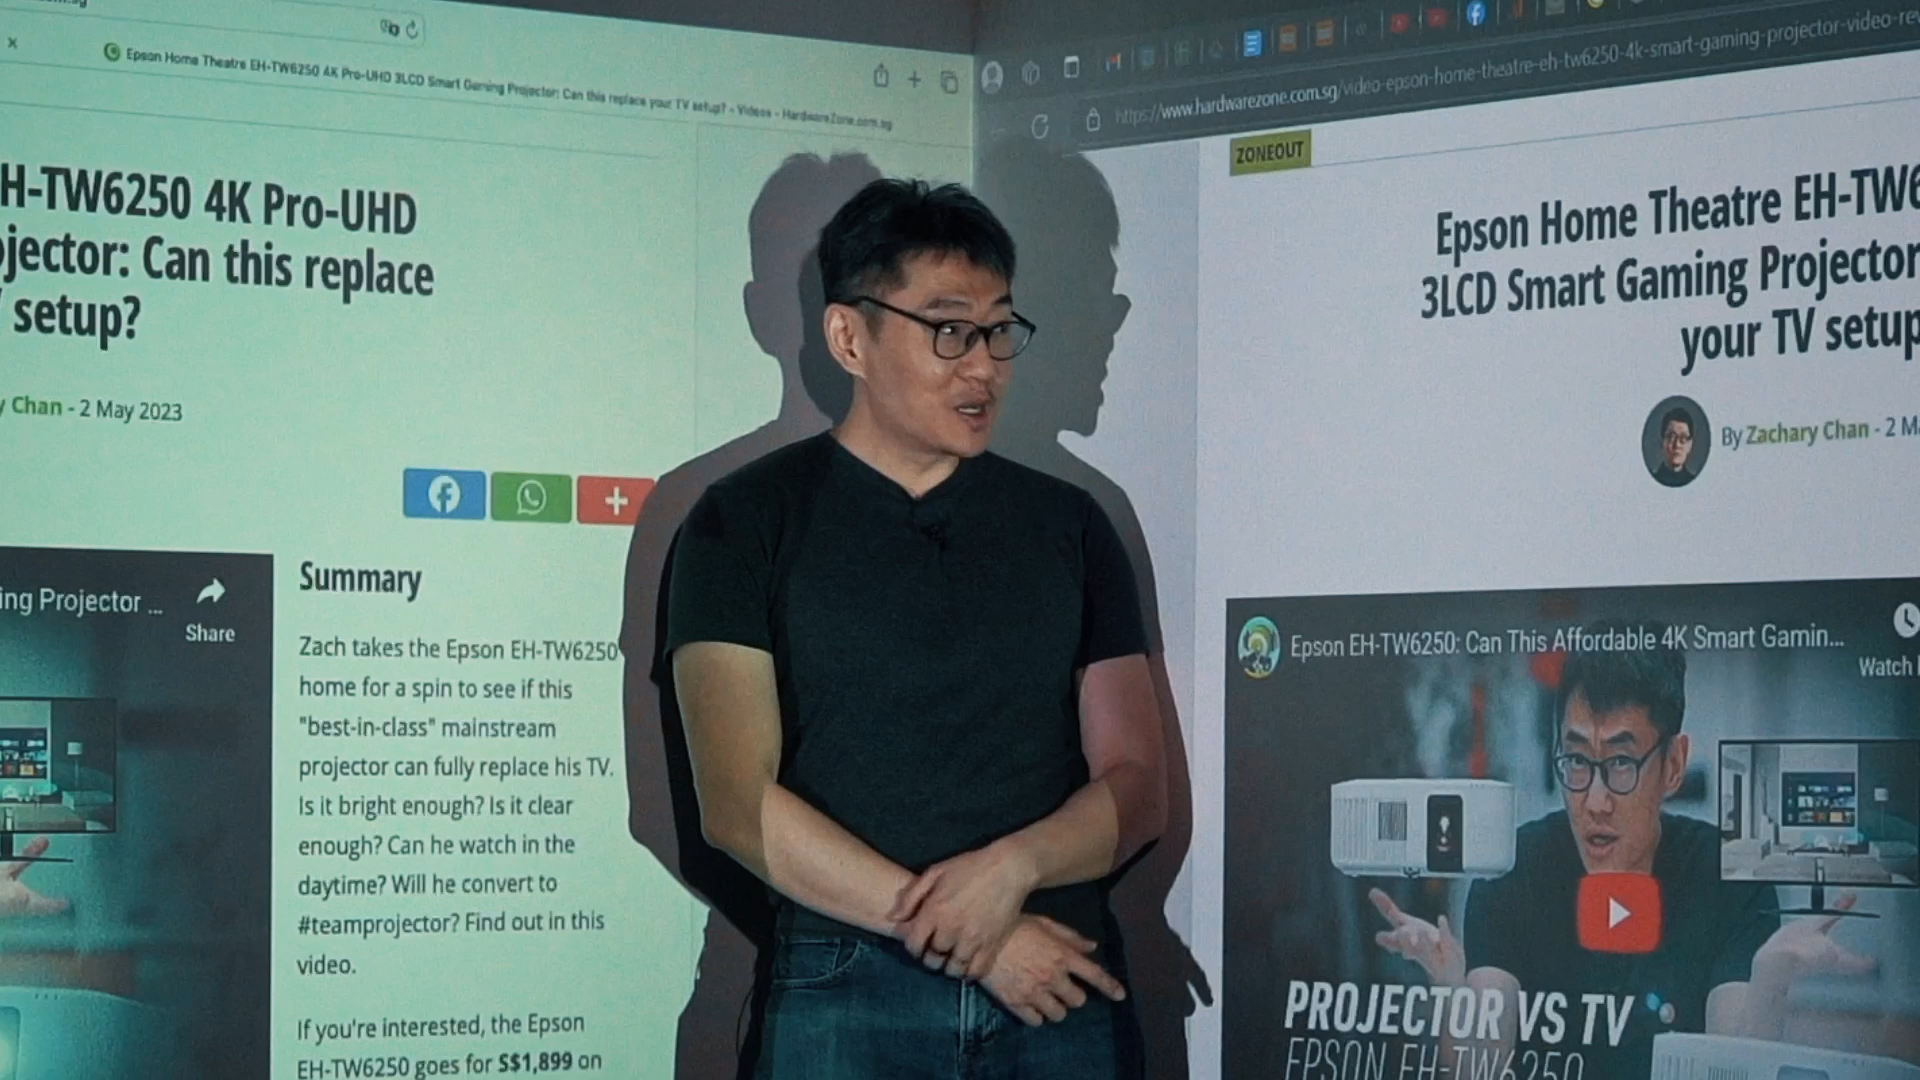 Epson Home Theatre EH-TW6250 4K Pro-UHD 3LCD Smart Gaming Projector: Can this replace your TV setup? - Videos - HardwareZone.com.sg
H-TW6250 4K Pro-UHD
jector: Can this replace
setup?
Chan - 2 May 2023
ing Projector ...
Share
Summary
Zach takes the Epson EH-TW6250
home for a spin to see if this
"best-in-class" mainstream
projector can fully replace his TV.
Is it bright enough? Is it clear
enough? Can he watch in the
daytime? Will he convert to
#teamprojector? Find out in this
video.
If you're interested, the Epson
EH-TW6250 goes for S$1,899 on
https://www.hardwarezone.com.sg/video-epson-home-theatre-eh-tw6250-4k-smart-gaming-projector-video-re
ZONEOUT
Epson Home Theatre EH-TW6
3LCD Smart Gaming Projector
your TV setup
By Zachary Chan - 2 M
Epson EH-TW6250: Can This Affordable 4K Smart Gamin...
Watch
PROJECTOR VS TV
EPSON EH-TW6250